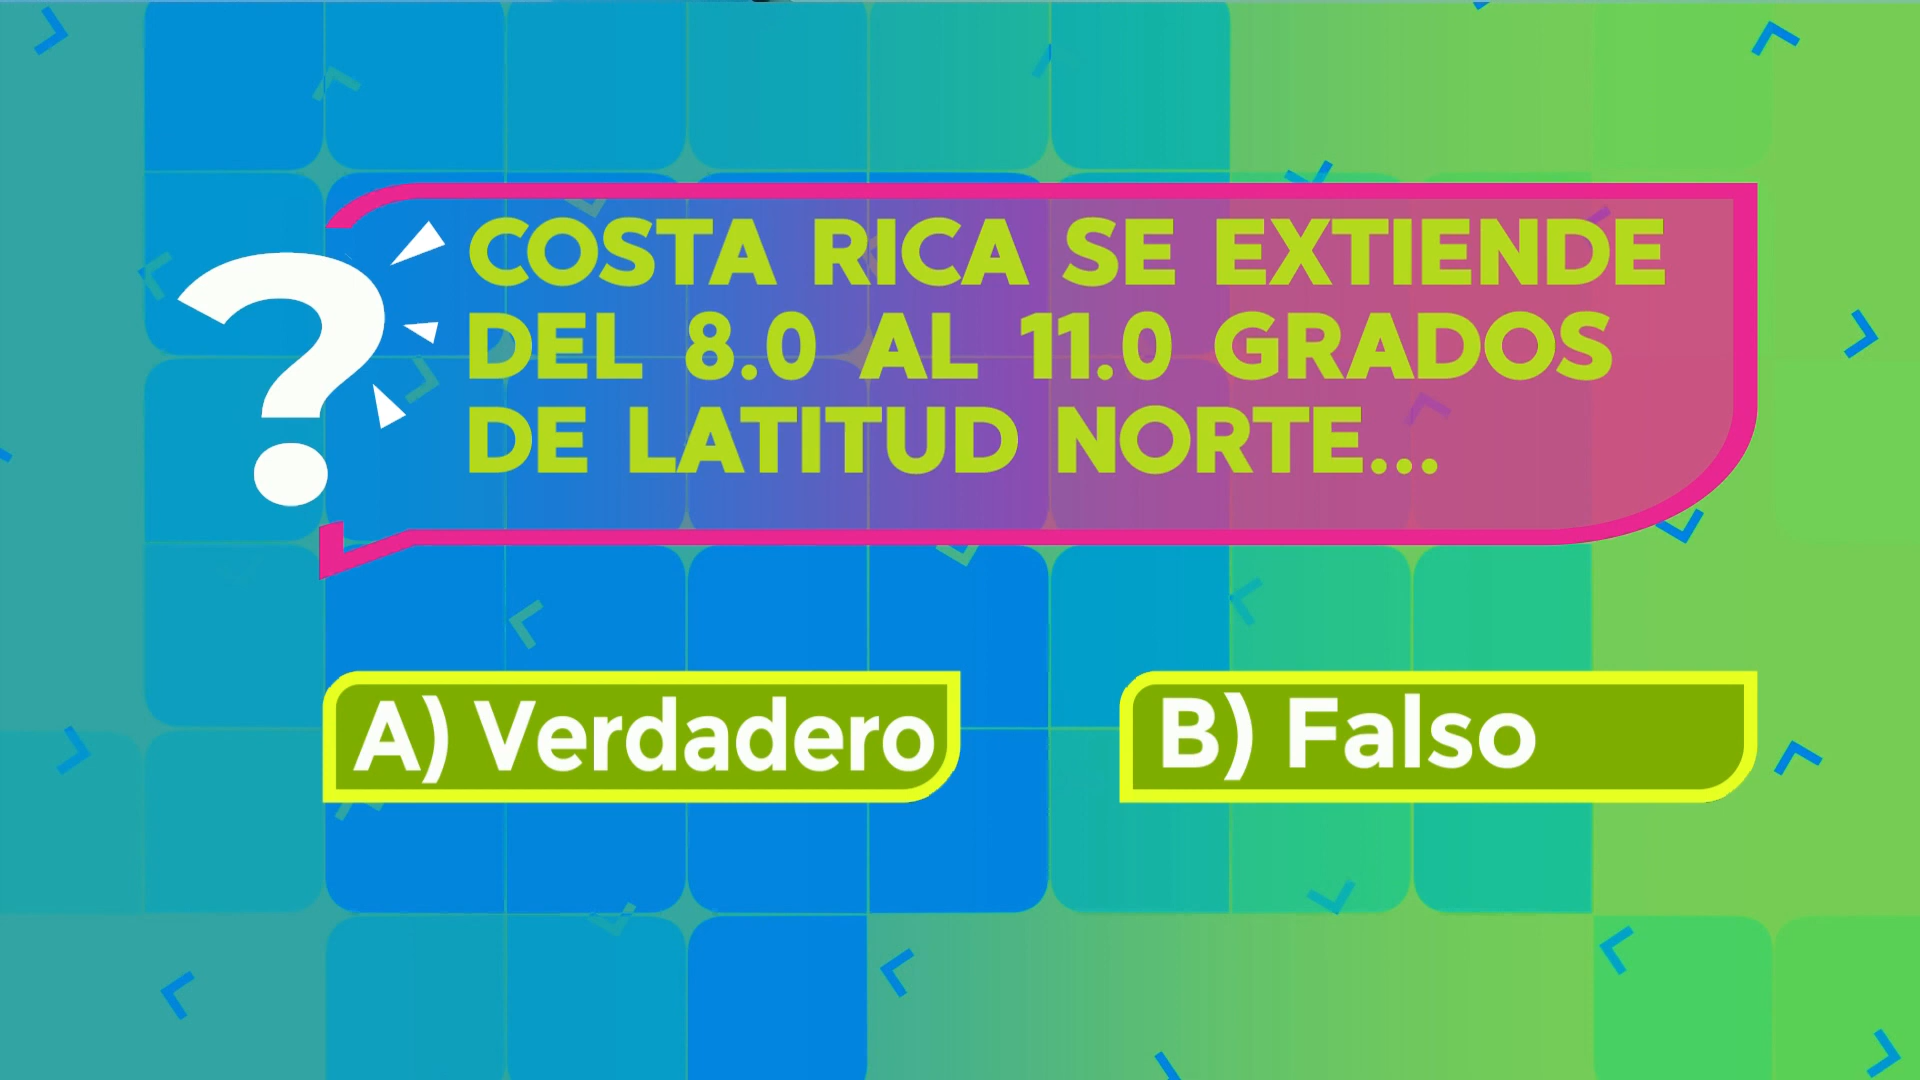 ?
COSTA RICA SE EXTIENDE
DEL 8.0 AL 11.0 GRADOS
DE LATITUD NORTE...
A) Verdadero
B) Falso